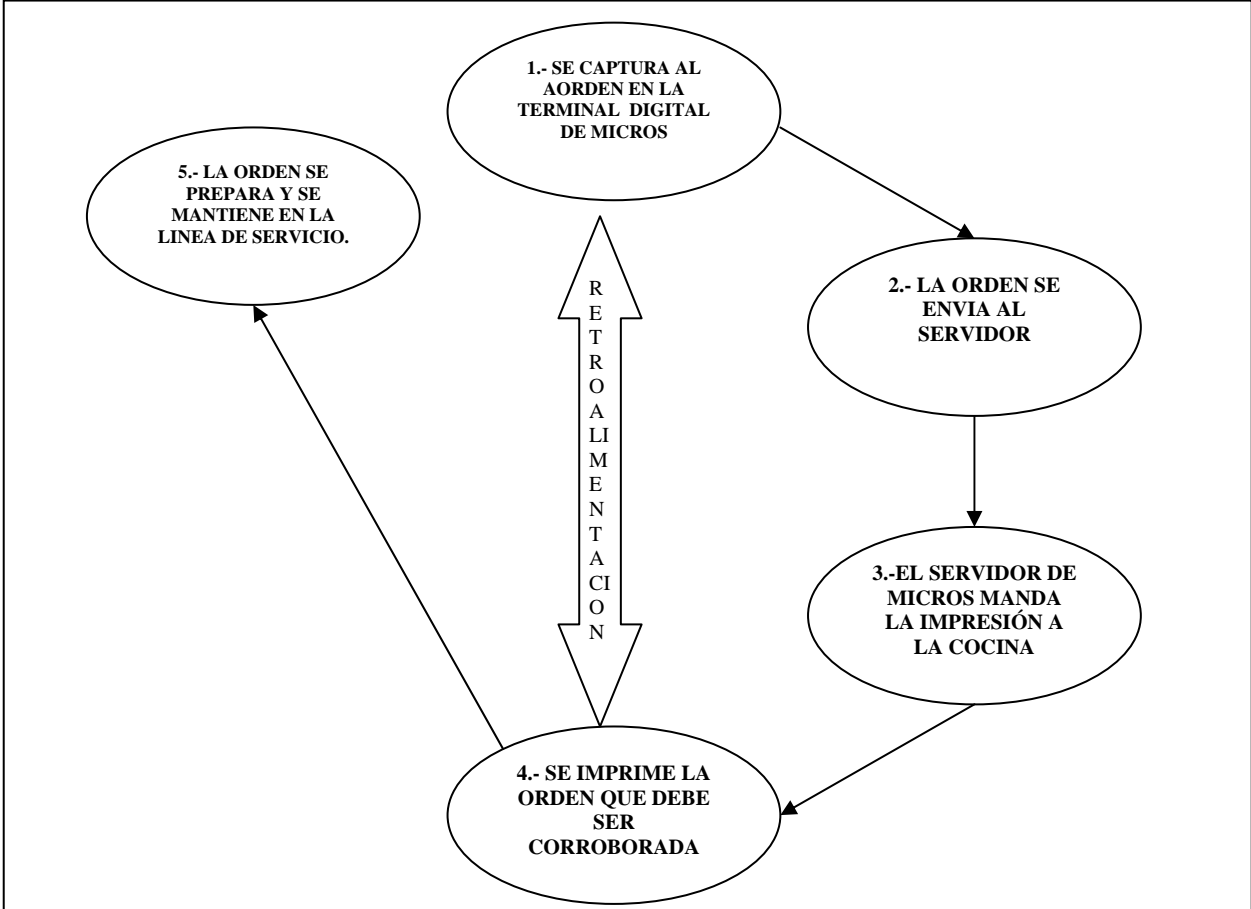 1.- SE CAPTURA AL
AORDEN EN LA
TERMINAL DIGITAL
DE MICROS
2.- LA ORDEN SE
ENVIA AL
SERVIDOR
3.-EL SERVIDOR DE
MICROS MANDA
LA IMPRESIÓN A
LA COCINA
4.- SE IMPRIME LA
ORDEN QUE DEBE
SER
CORROBORADA
5.- LA ORDEN SE
PREPARA Y SE
MANTIENE EN LA
LINEA DE SERVICIO.
R
E
T
R
O
A
LI
M
E
N
T
A
CI
O
N